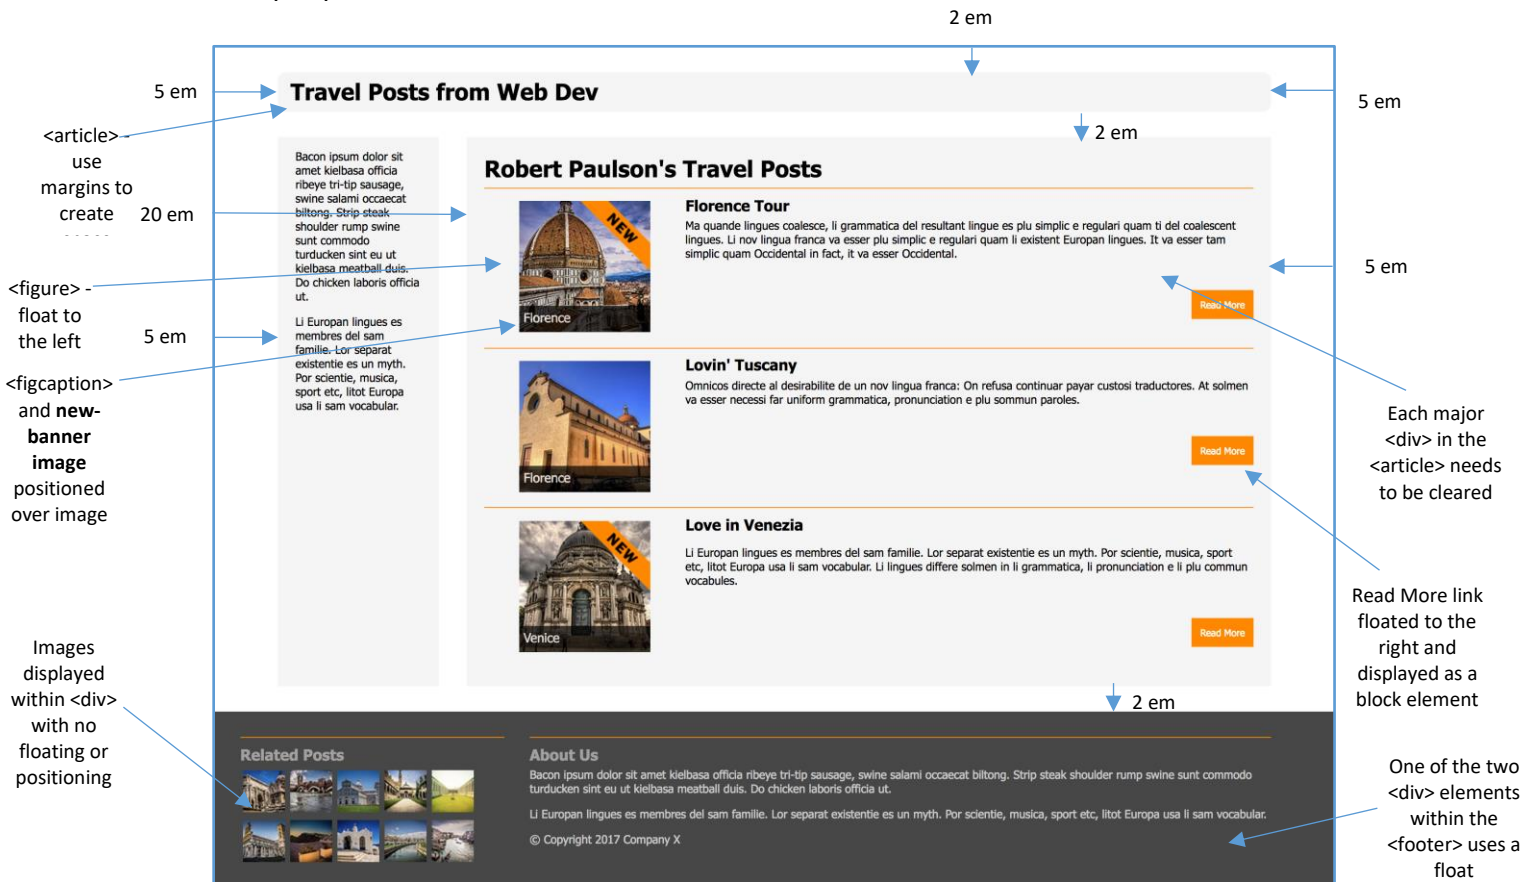 2 em
5 em
Travel Posts from Web Dev
5 em
<article> -
use
margins to
create
2 em
20 em
Bacon ipsum dolor sit
amet kielbasa officia
ribeye tri-tip sausage,
swine salami occaecat
biltong. Strip steak
shoulder rump swine
sunt commodo
turducken sint eu ut
kielbasa meatball duis.
Do chicken laboris officia
ut.
Li Europan lingues es
membres del sam
familie. Lor separat
existentie es un myth.
Por scientie, musica,
sport etc, litot Europa
usa li sam vocabular.
Robert Paulson's Travel Posts
NEW
Florence
Florence Tour
Ma quande lingues coalesce, li grammatica del resultant lingue es plu simplic e regulari quam ti del coalescent
lingues. Li nov lingua franca va esser plu simplic e regulari quam li existent Europan lingues. It va esser tam
simplic quam Occidental in fact, it va esser Occidental.
Read More
5 em
<figure> -
float to
the left
5 em
<figcaption>
and new-
banner
image
positioned
over image
Florence
Lovin' Tuscany
Omnicos directe al desirabilite de un nov lingua franca: On refusa continuar payar custosi traductores. At solmen
va esser necessi far uniform grammatica, pronunciation e plu sommun paroles.
Read More
Each major
<div> in the
<article> needs
to be cleared
NEW
Venice
Love in Venezia
Li Europan lingues es membres del sam familie. Lor separat existentie es un myth. Por scientie, musica, sport
etc, litot Europa usa li sam vocabular. Li lingues differe solmen in li grammatica, li pronunciation e li plu commun
vocabules.
Read More
Read More link
floated to the
right and
displayed as a
block element
Images
displayed
within <div>
with no
floating or
positioning
2 em
Related Posts
About Us
Bacon ipsum dolor sit amet kielbasa officia ribeye tri-tip sausage, swine salami occaecat biltong. Strip steak shoulder rump swine sunt commodo
turducken sint eu ut kielbasa meatball duis. Do chicken laboris officia ut.
Li Europan lingues es membres del sam familie. Lor separat existentie es un myth. Por scientie, musica, sport etc, litot Europa usa li sam vocabular.
© Copyright 2017 Company X
One of the two
<div> elements
within the
<footer> uses a
float